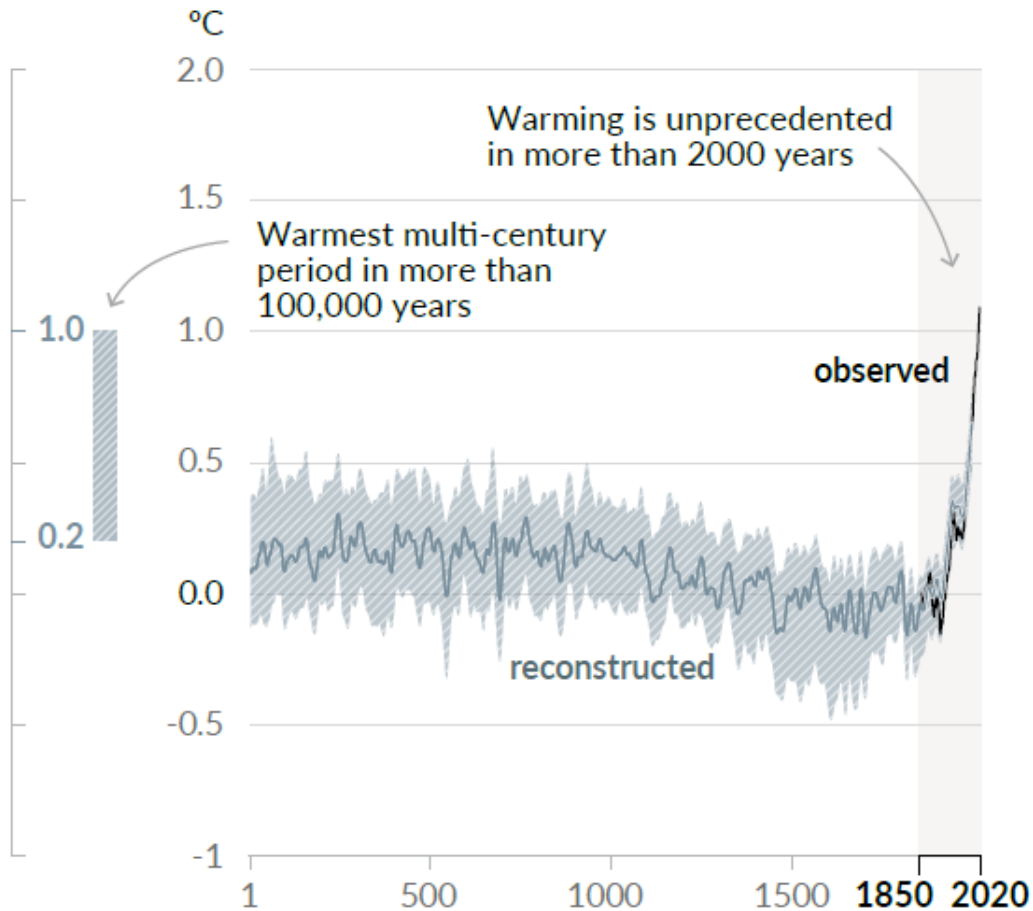 °C
2.0
Warming is unprecedented
in more than 2000 years
1.5
Warmest multi-century
period in more than
100,000 years
1.0
1.0
observed
0.5
0.2
0.0
reconstructed
-0.5
-1
1 500 1000 1500 1850 2020